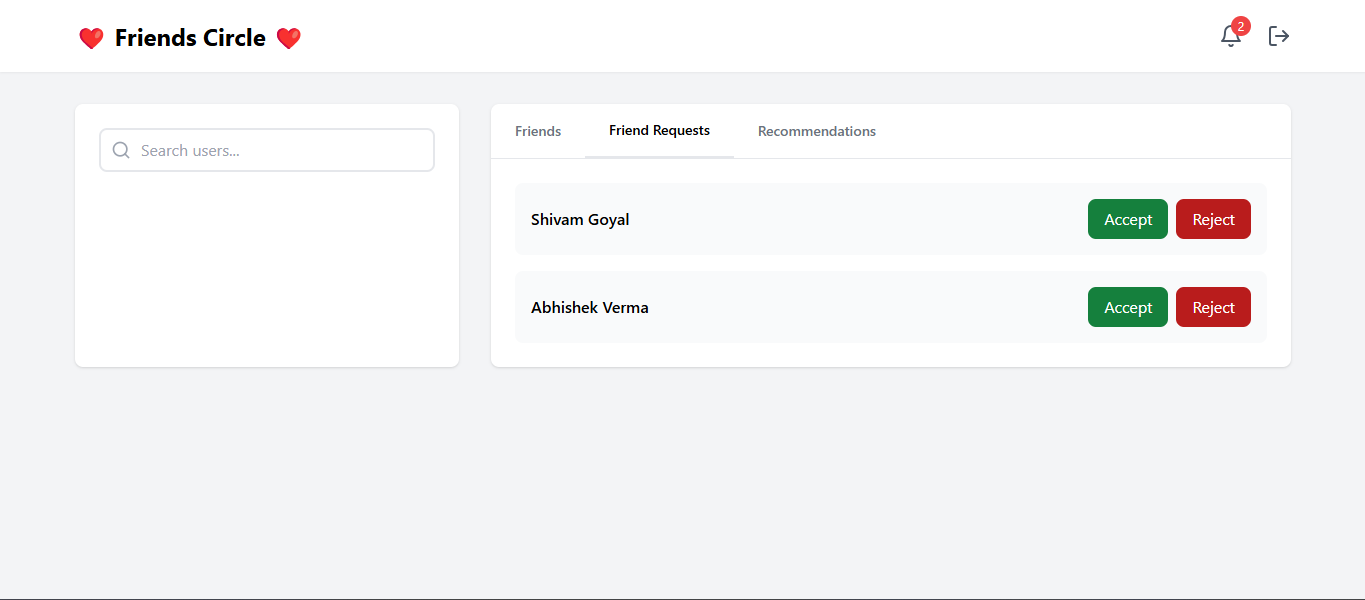 ❤️ Friends Circle ❤️
2
Search users...
Friends Friend Requests Recommendations
Shivam Goyal Accept Reject
Abhishek Verma Accept Reject